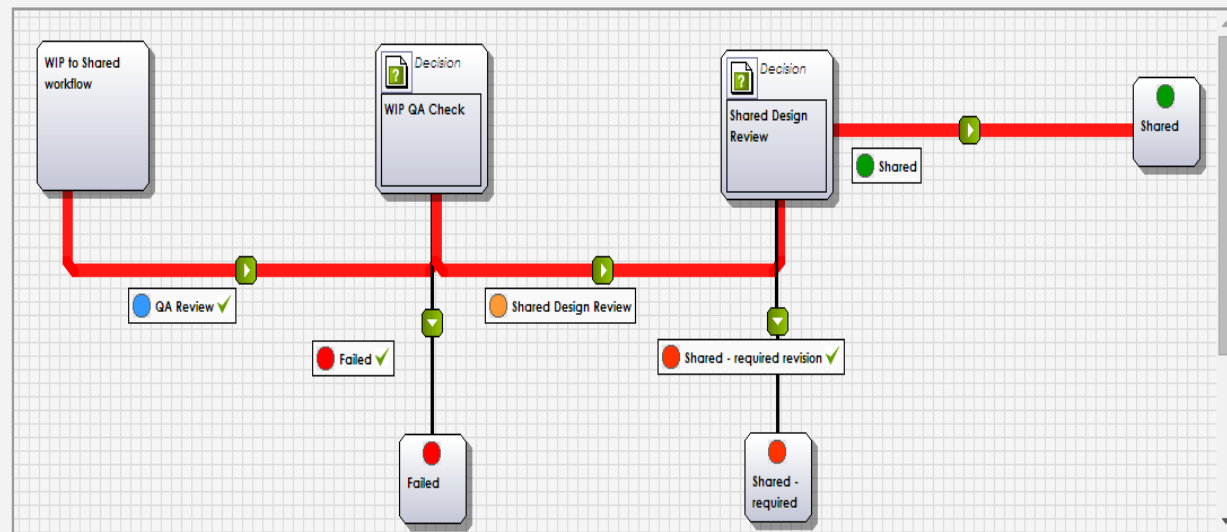 WIP to Shared
workflow
Decision
WIP QA Check
Decision
Shared Design
Review
Shared
Shared
QA Review
Shared Design Review
Failed
Shared - required revision
Failed
Shared -
required